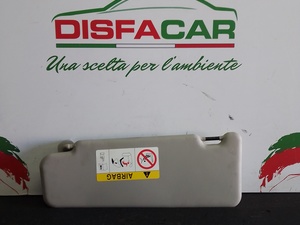 DISFACAR
Una scelta per l'ambiente
AIRBAG